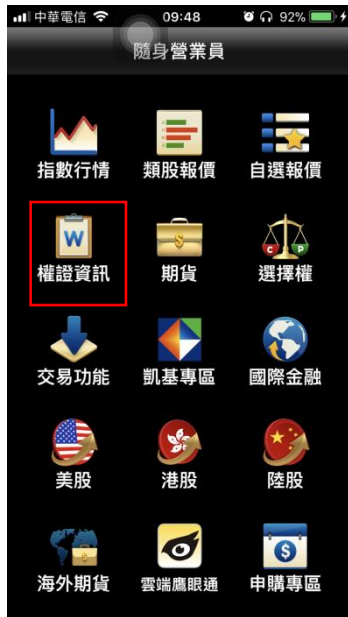 中華電信 09:48 92%
隨身營業員
指數行情 類股報價 自選報價
W $ C P
權證資訊 期貨 選擇權
交易功能 凱基專區 國際金融
美股 港股 陸股
$
海外期貨 雲端鷹眼通 申購專區